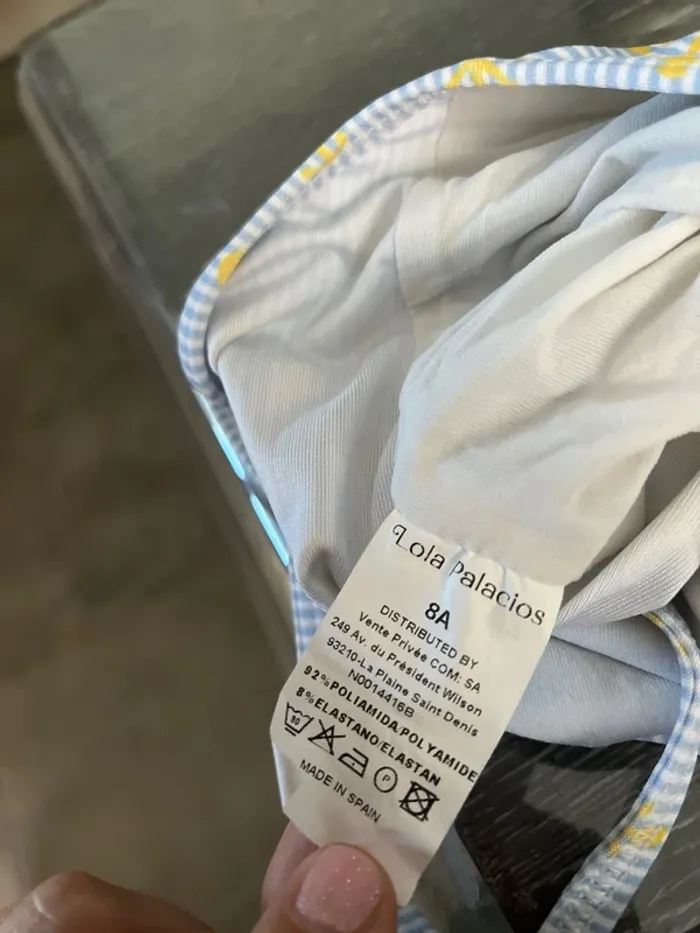 Lola Palacios
8A
DISTRIBUTED BY
Vente Privée COM: SA
249 Av. du Président Wilson
93210-La Plaine Saint Denis
N0014416B
92%POLIAMIDA/POLYAMIDE
8%ELASTANO/ELASTAN
30
P
MADE IN SPAIN